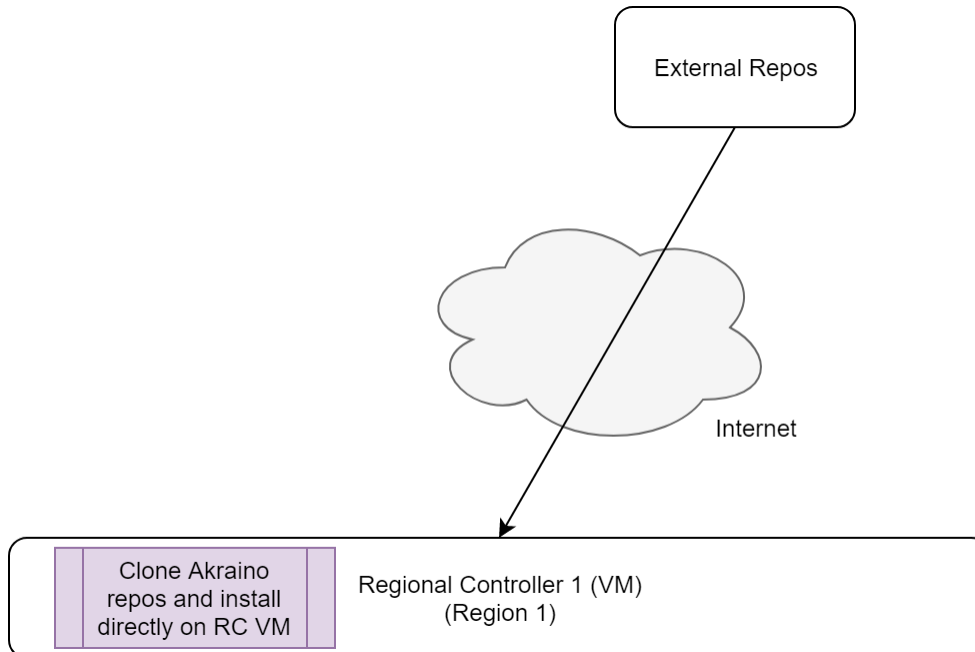 External Repos
Internet
Clone Akraino
repos and install
directly on RC VM
Regional Controller 1 (VM)
(Region 1)